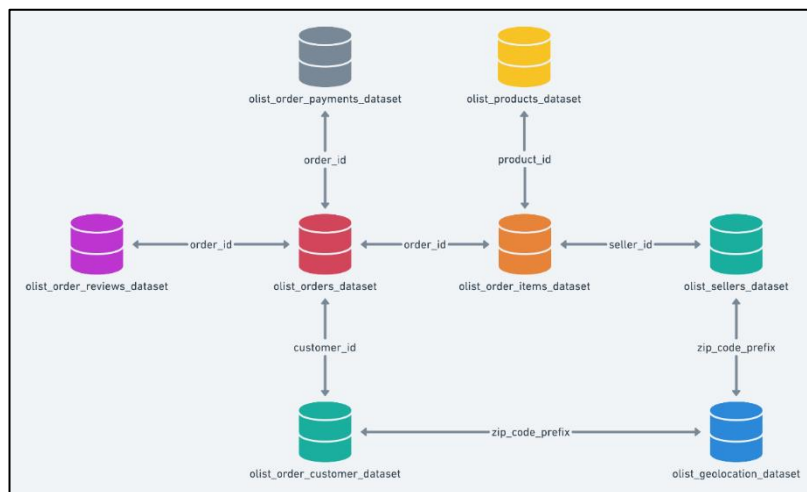 olist_order_payments_dataset
olist_products_dataset
order_id
product_id
order_id
order_id
seller_id
olist_order_reviews_dataset
olist_orders_dataset
olist_order_items_dataset
olist_sellers_dataset
customer_id
zip_code_prefix
zip_code_prefix
olist_order_customer_dataset
olist_geolocation_dataset